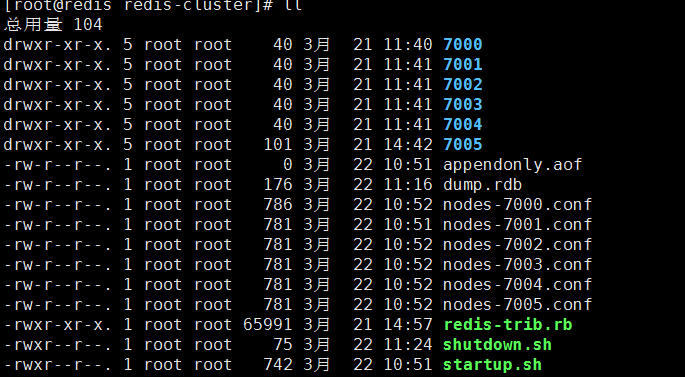 [root@redis redis-cluster]# ll
总用量 104
drwxr-xr-x. 5 root root    40 3月  21 11:40 7000
drwxr-xr-x. 5 root root    40 3月  21 11:41 7001
drwxr-xr-x. 5 root root    40 3月  21 11:41 7002
drwxr-xr-x. 5 root root    40 3月  21 11:41 7003
drwxr-xr-x. 5 root root    40 3月  21 11:41 7004
drwxr-xr-x. 5 root root   101 3月  21 14:42 7005
-rw-r--r--. 1 root root     0 3月  22 10:51 appendonly.aof
-rw-r--r--. 1 root root   176 3月  22 11:16 dump.rdb
-rw-r--r--. 1 root root   786 3月  22 10:52 nodes-7000.conf
-rw-r--r--. 1 root root   781 3月  22 10:51 nodes-7001.conf
-rw-r--r--. 1 root root   781 3月  22 10:52 nodes-7002.conf
-rw-r--r--. 1 root root   781 3月  22 10:52 nodes-7003.conf
-rw-r--r--. 1 root root   781 3月  22 10:52 nodes-7004.conf
-rw-r--r--. 1 root root   781 3月  22 10:52 nodes-7005.conf
-rwxr-xr-x. 1 root root 65991 3月  21 14:57 redis-trib.rb
-rwxr-xr-x. 1 root root    75 3月  22 11:24 shutdown.sh
-rwxr-xr-x. 1 root root   742 3月  22 10:51 startup.sh